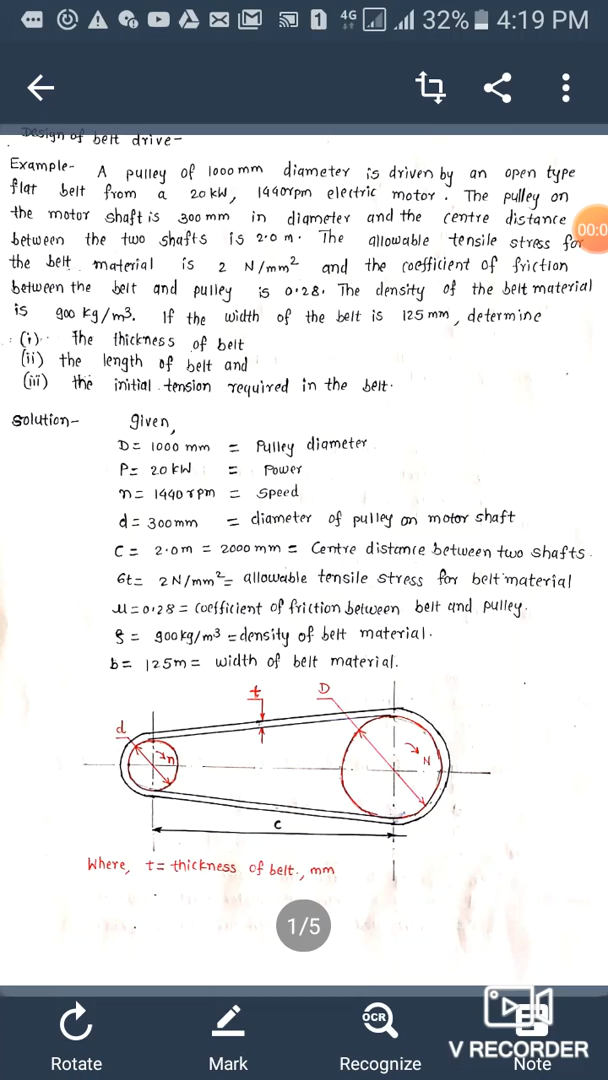 4G 32% 4:19 PM
Design of belt drive-
Example- A pulley of 1000 mm diameter is driven by an open type
flat belt from a 20 kW, 1440 rpm electric motor. The pulley on
the motor shaft is 300 mm in diameter and the centre distance
between the two shafts is 2.0 m. The allowable tensile stress for
the belt material is 2 N/mm² and the coefficient of friction
between the belt and pulley is 0.28. The density of the belt material
is 900 kg/m³. If the width of the belt is 125 mm, determine
(i) The thickness of belt
(ii) the length of belt and
(iii) the initial tension required in the belt.
00:0
Solution- given,
D = 1000 mm = Pulley diameter
P = 20 kW = Power
n = 1440 rpm = Speed
d = 300 mm = diameter of pulley on motor shaft
C = 2.0 m = 2000 mm = Centre distance between two shafts.
σt = 2 N/mm² = allowable tensile stress for belt material
μ = 0.28 = coefficient of friction between belt and pulley.
ρ = 900 kg/m³ = density of belt material.
b = 125m = width of belt material.
t D
d
n N
C
Where, t = thickness of belt., mm
1/5
OCR
Rotate Mark Recognize Note
V RECORDER